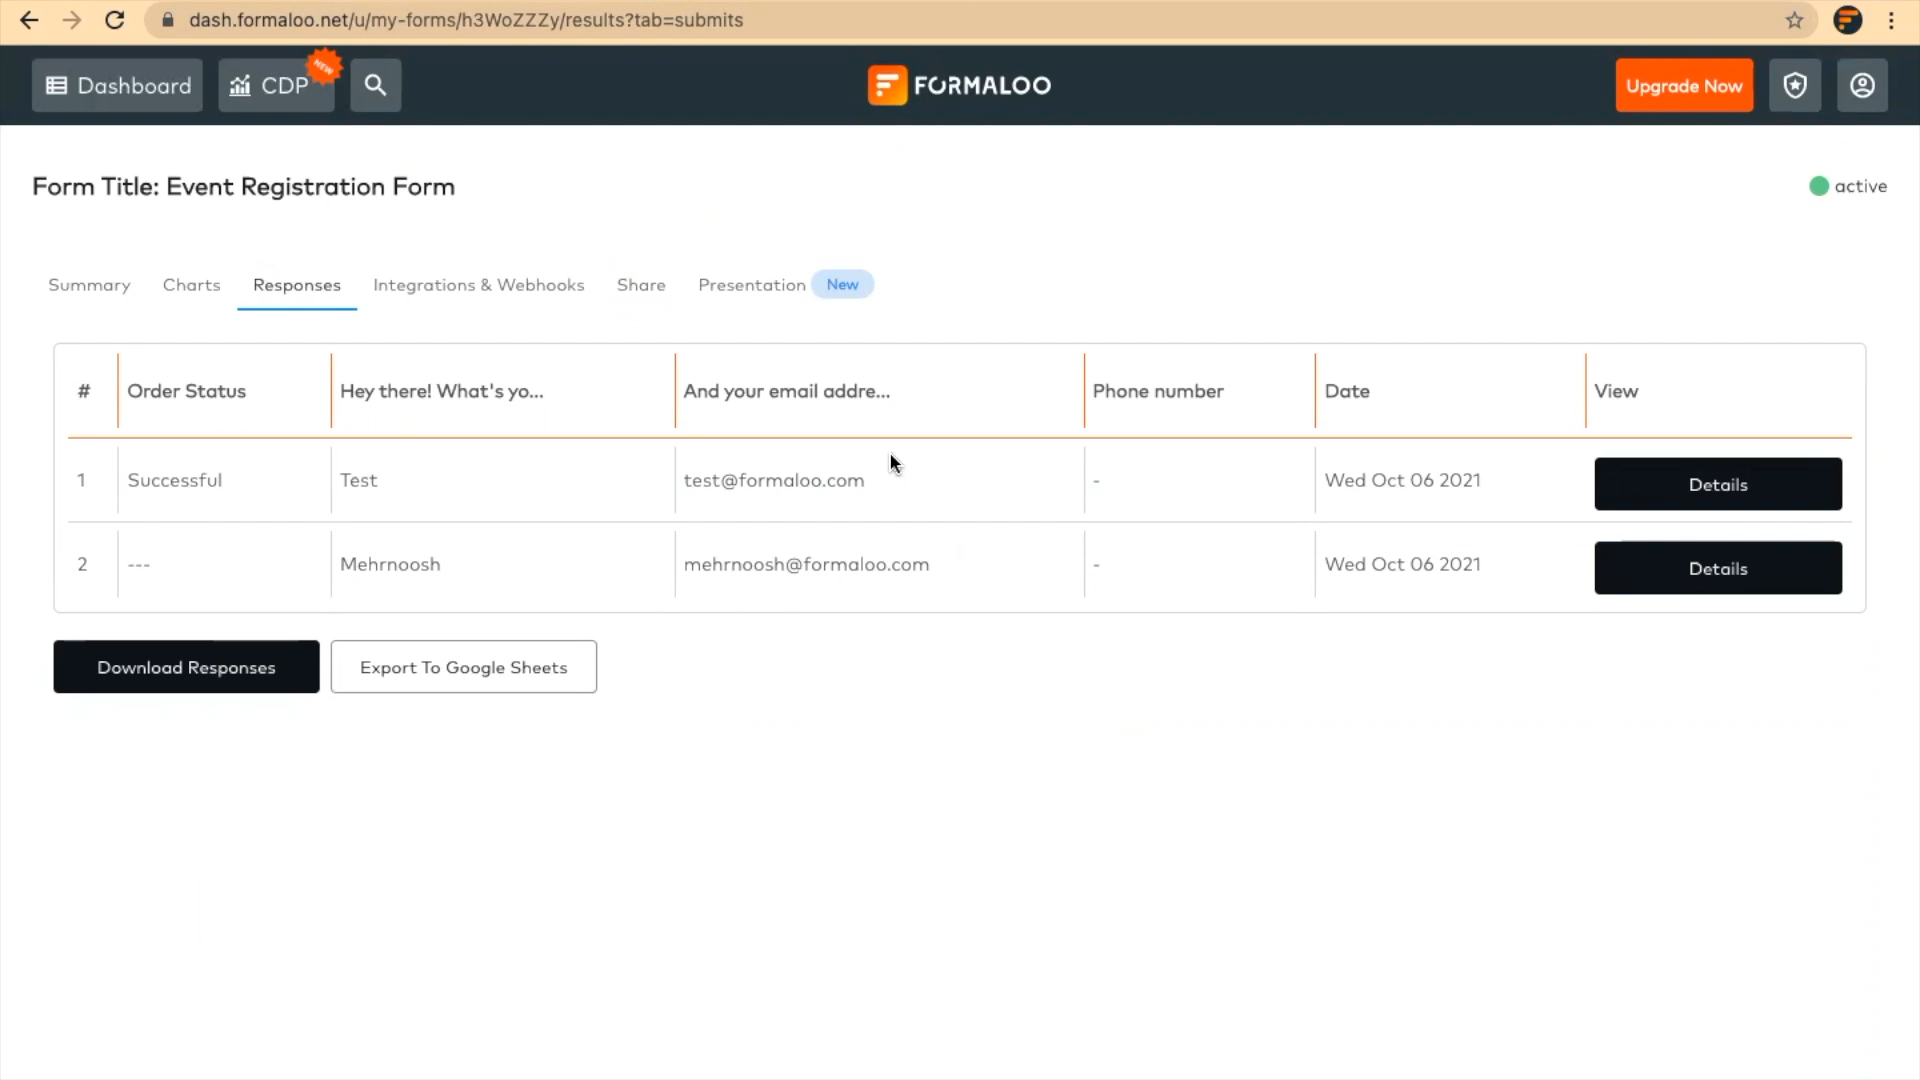 dash.formaloo.net/u/my-forms/h3WoZZZy/results?tab=submits
Dashboard
CDP
NEW
FORMALOO
Upgrade Now
Form Title: Event Registration Form
active
Summary
Charts
Responses
Integrations & Webhooks
Share
Presentation
New
# Order Status Hey there! What's yo... And your email addre... Phone number Date View
1 Successful Test test@formaloo.com - Wed Oct 06 2021 Details
2 --- Mehrnoosh mehrnoosh@formaloo.com - Wed Oct 06 2021 Details
Download Responses
Export To Google Sheets